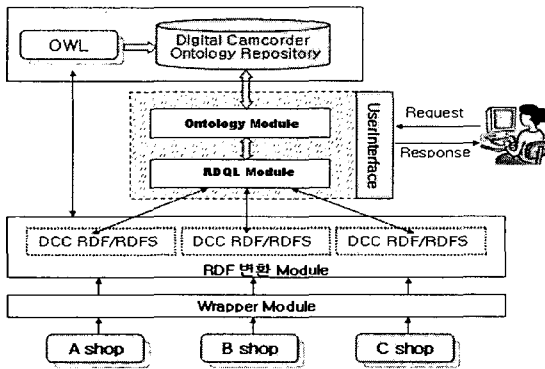 OWL
Digital Camcorder
Ontology Repository
Ontology Module
RDQL Module
UserInterface
Request
Response
DCC RDF/RDFS
DCC RDF/RDFS
DCC RDF/RDFS
RDF 변환 Module
Wrapper Module
A shop
B shop
C shop